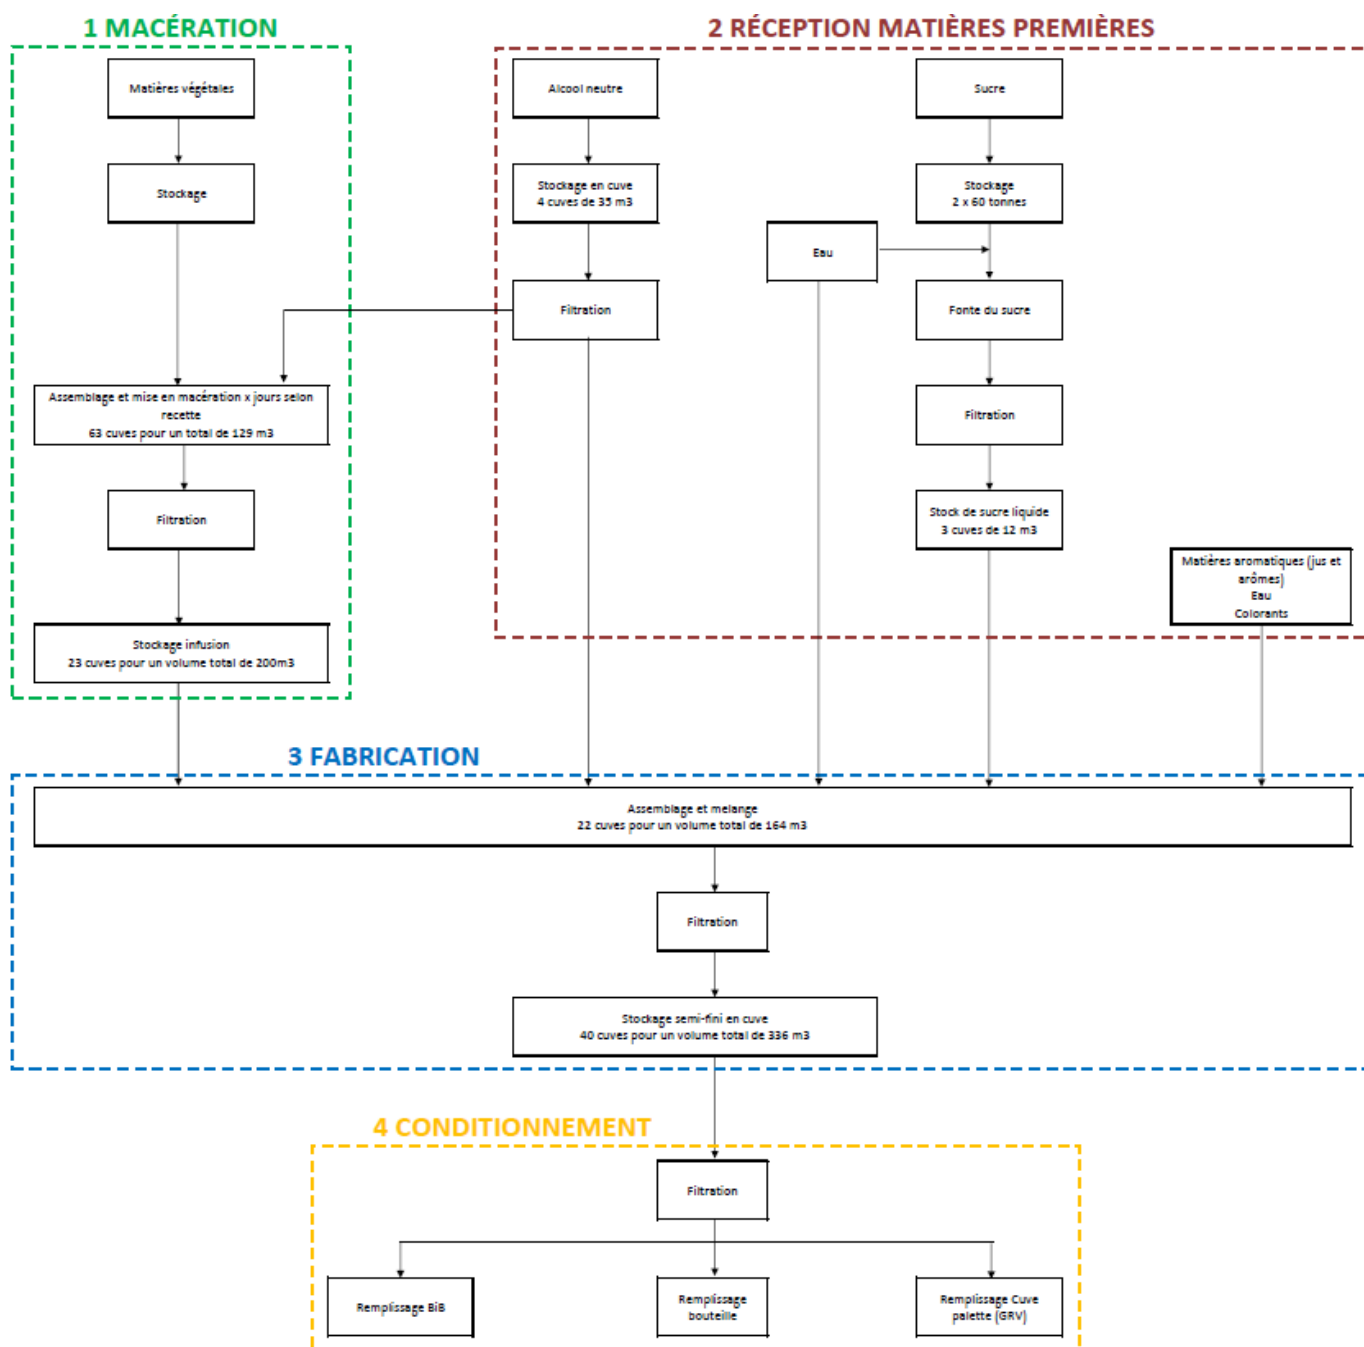 1 MACÉRATION
Matières végétales
Stockage
Assemblage et mise en macération x jours selon
recette
63 cuves pour un total de 129 m3
Filtration
Stockage infusion
23 cuves pour un volume total de 200m3
2 RÉCEPTION MATIÈRES PREMIÈRES
Alcool neutre
Stockage en cuve
4 cuves de 35 m3
Filtration
Eau
Sucre
Stockage
2 x 60 tonnes
Fonte du sucre
Filtration
Stock de sucre liquide
3 cuves de 12 m3
Matières aromatiques (jus et
arômes)
Eau
Colorants
3 FABRICATION
Assemblage et melange
22 cuves pour un volume total de 164 m3
Filtration
Stockage semi-fini en cuve
40 cuves pour un volume total de 336 m3
4 CONDITIONNEMENT
Filtration
Remplissage BiB
Remplissage
bouteille
Remplissage Cuve
palette (GRV)